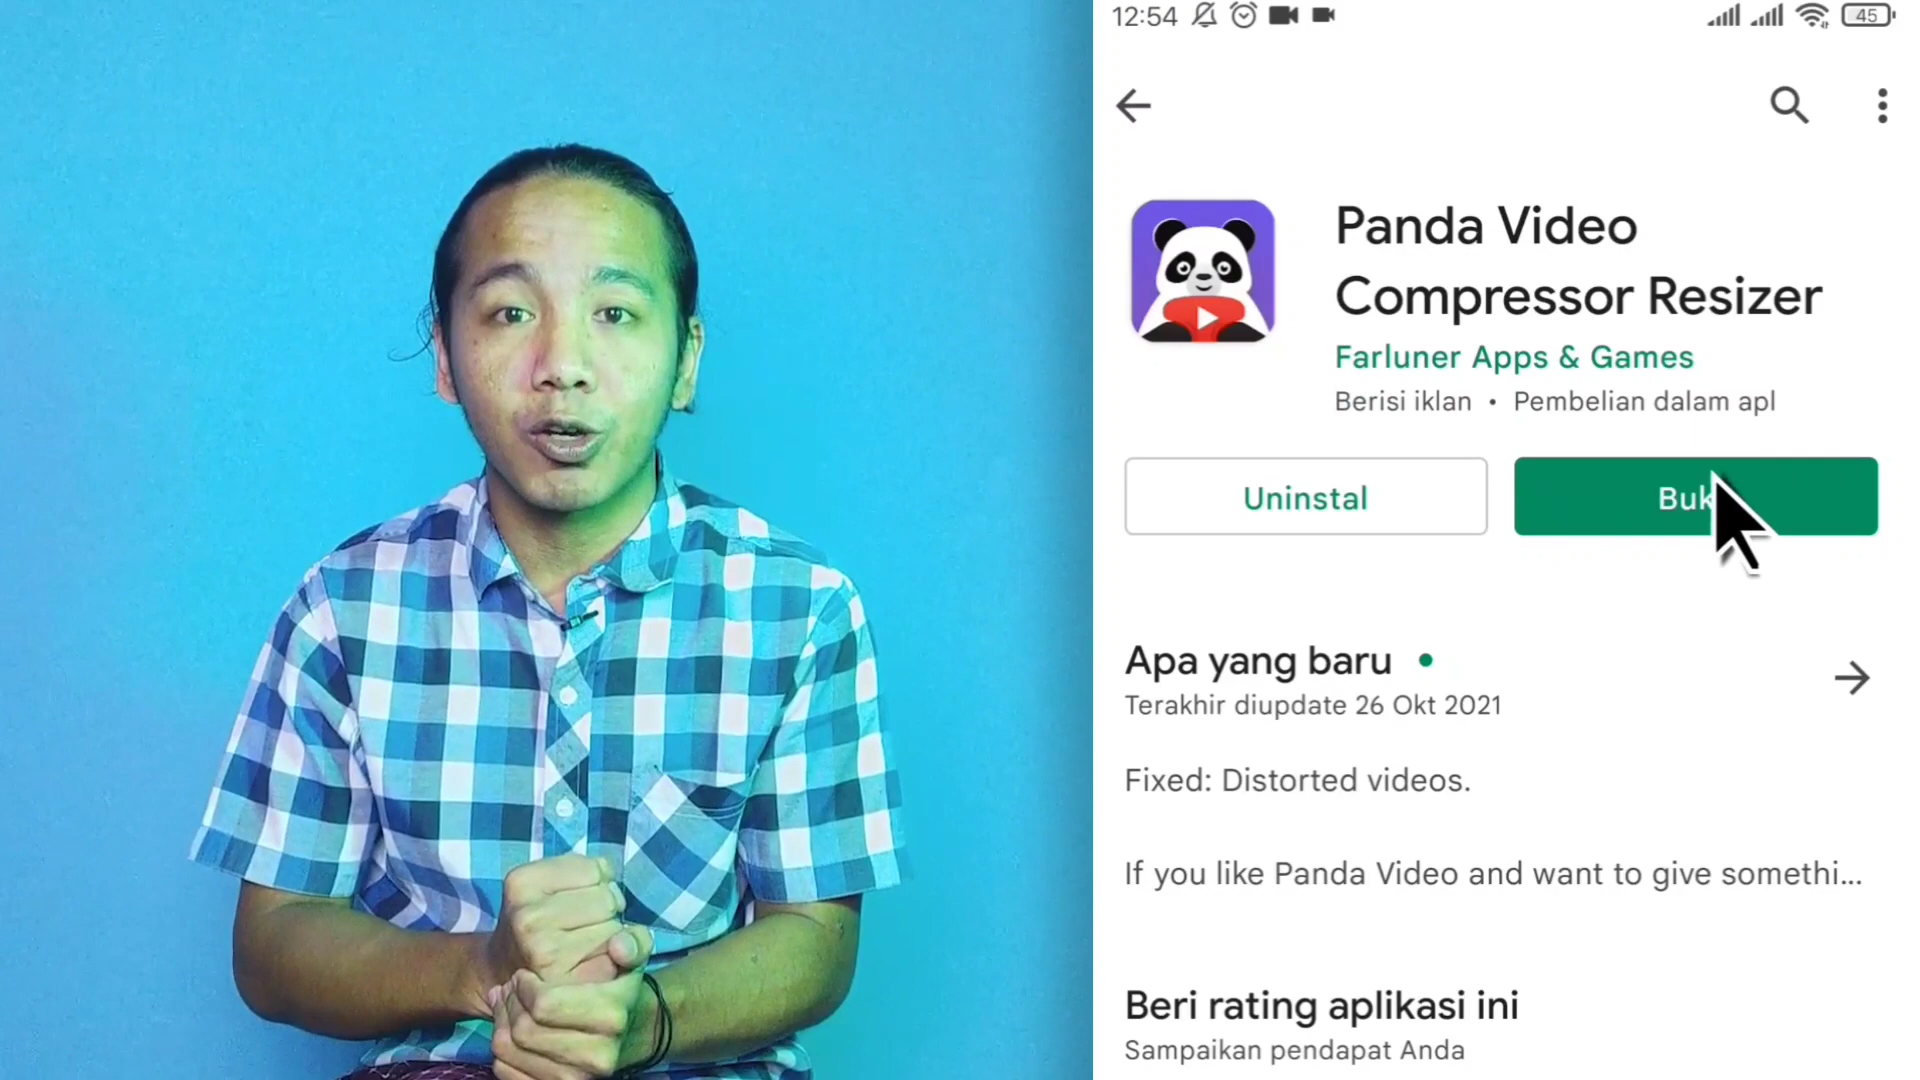 12:54
45
Panda Video
Compressor Resizer
Farluner Apps & Games
Berisi iklan • Pembelian dalam apl
Uninstal
Buk
Apa yang baru
Terakhir diupdate 26 Okt 2021
Fixed: Distorted videos.
If you like Panda Video and want to give somethi...
Beri rating aplikasi ini
Sampaikan pendapat Anda